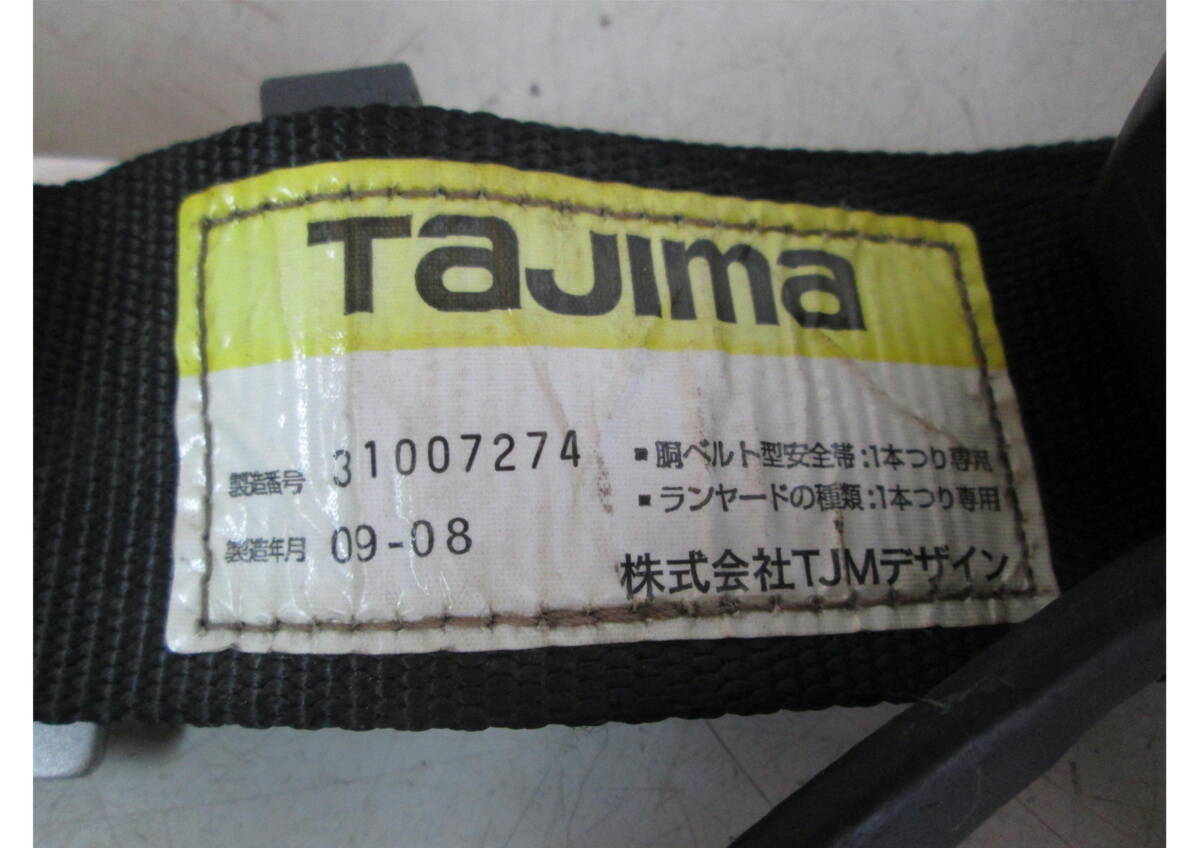 TaJIma
製造番号 31007274
製造年月 09-08
▪胴ベルト型安全帯:1本つり専用
▪ランヤードの種類:1本つり専用
株式会社TJMデザイン